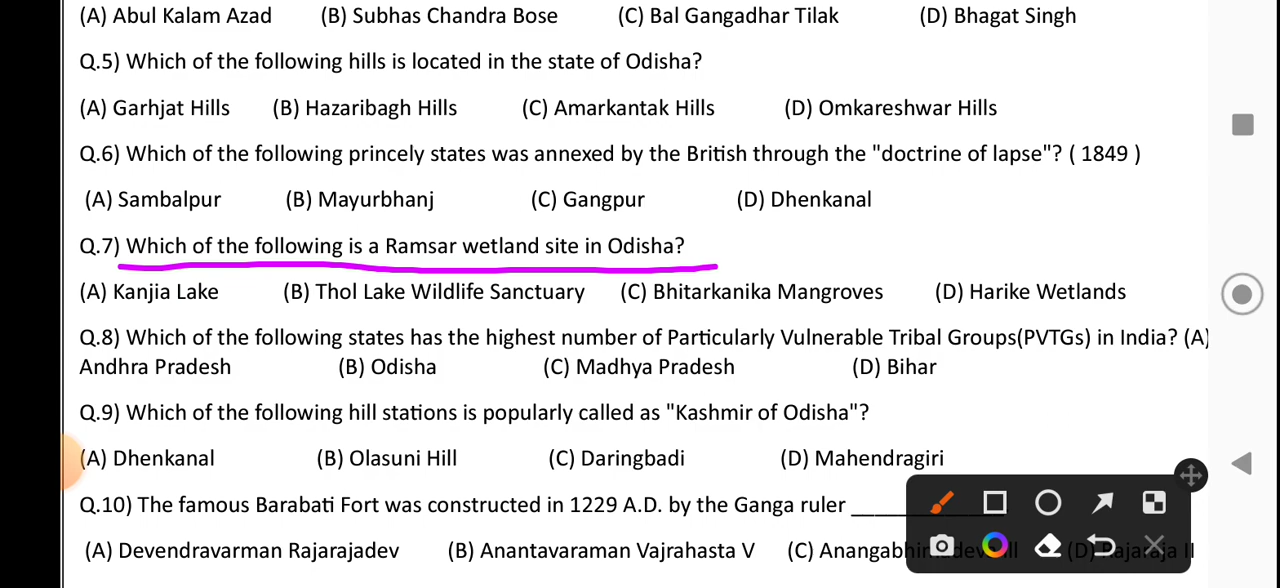 (A) Abul Kalam Azad (B) Subhas Chandra Bose (C) Bal Gangadhar Tilak (D) Bhagat Singh
Q.5) Which of the following hills is located in the state of Odisha?
(A) Garhjat Hills (B) Hazaribagh Hills (C) Amarkantak Hills (D) Omkareshwar Hills
Q.6) Which of the following princely states was annexed by the British through the "doctrine of lapse"? ( 1849 )
(A) Sambalpur (B) Mayurbhanj (C) Gangpur (D) Dhenkanal
Q.7) Which of the following is a Ramsar wetland site in Odisha?
(A) Kanjia Lake (B) Thol Lake Wildlife Sanctuary (C) Bhitarkanika Mangroves (D) Harike Wetlands
Q.8) Which of the following states has the highest number of Particularly Vulnerable Tribal Groups(PVTGs) in India? (A)
Andhra Pradesh (B) Odisha (C) Madhya Pradesh (D) Bihar
Q.9) Which of the following hill stations is popularly called as "Kashmir of Odisha"?
(A) Dhenkanal (B) Olasuni Hill (C) Daringbadi (D) Mahendragiri
Q.10) The famous Barabati Fort was constructed in 1229 A.D. by the Ganga ruler ____________.
(A) Devendravarman Rajarajadev (B) Anantavaraman Vajrahasta V (C) (D) Rajaraja II